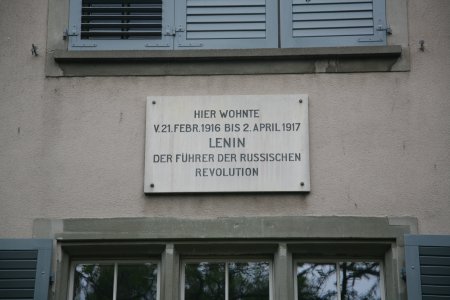 HIER WOHNTE
V. 21. FEBR. 1916 BIS 2. APRIL 1917
LENIN
DER FÜHRER DER RUSSISCHEN
REVOLUTION